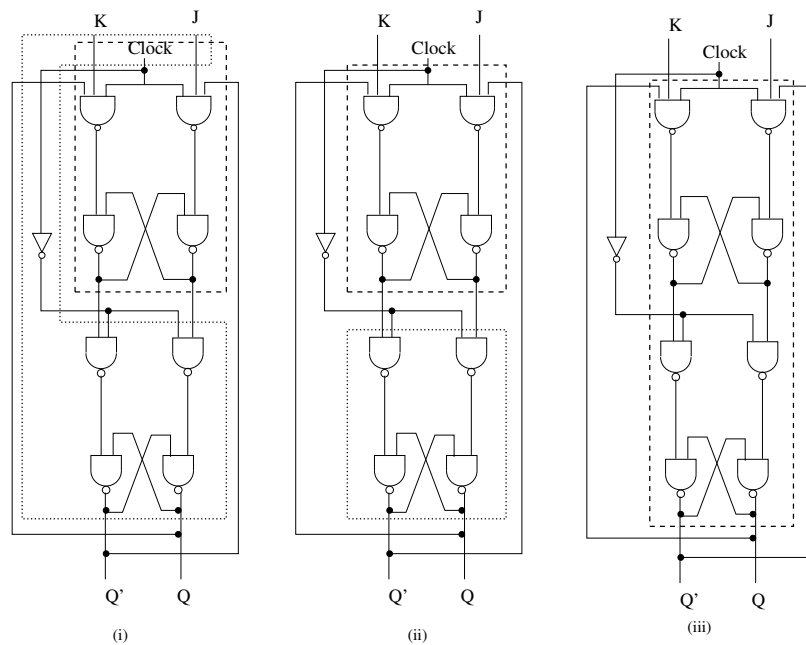 K J
Clock
Q’ Q
(i)
K J
Clock
Q’ Q
(ii)
K J
Clock
Q’ Q
(iii)